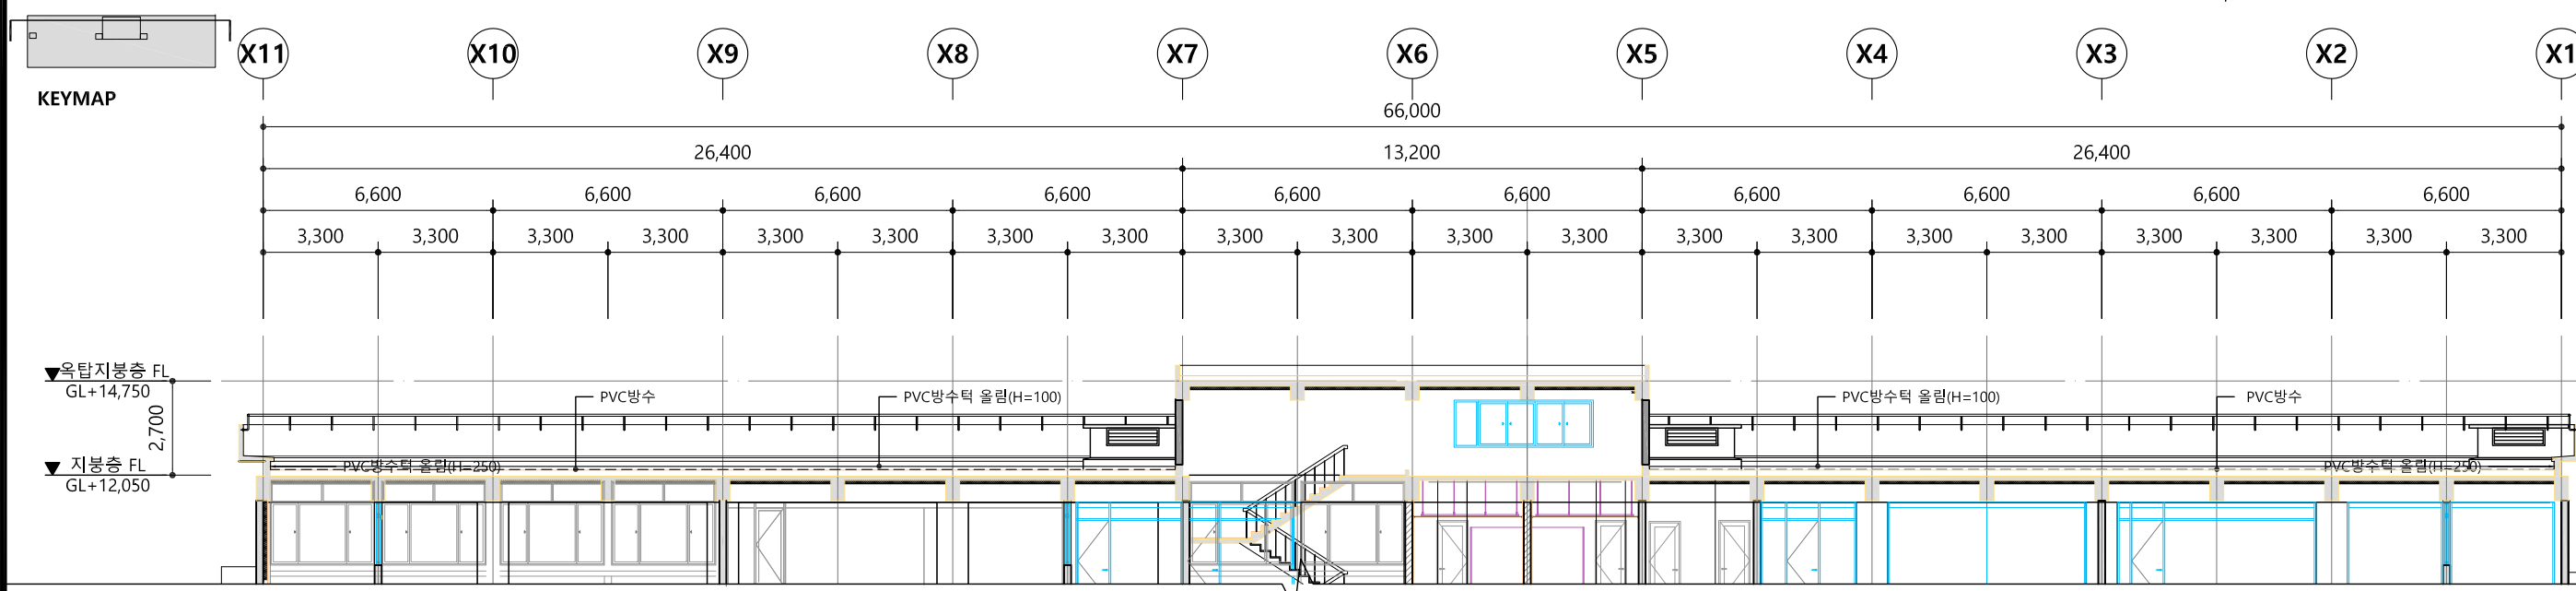 X11 X10 X9 X8 X7 X6 X5 X4 X3 X2 X1
KEYMAP
66,000
26,400 13,200 26,400
6,600 6,600 6,600 6,600 6,600 6,600 6,600 6,600 6,600 6,600
3,300 3,300 3,300 3,300 3,300 3,300 3,300 3,300 3,300 3,300 3,300 3,300 3,300 3,300 3,300 3,300 3,300 3,300 3,300 3,300
옥탑지붕층 FL
GL+14,750
PVC방수 PVC방수턱 올림(H=100) PVC방수턱 올림(H=100) PVC방수
2,700
지붕층 FL PVC방수턱 올림(H=250) PVC방수턱 올림(H=250)
GL+12,050